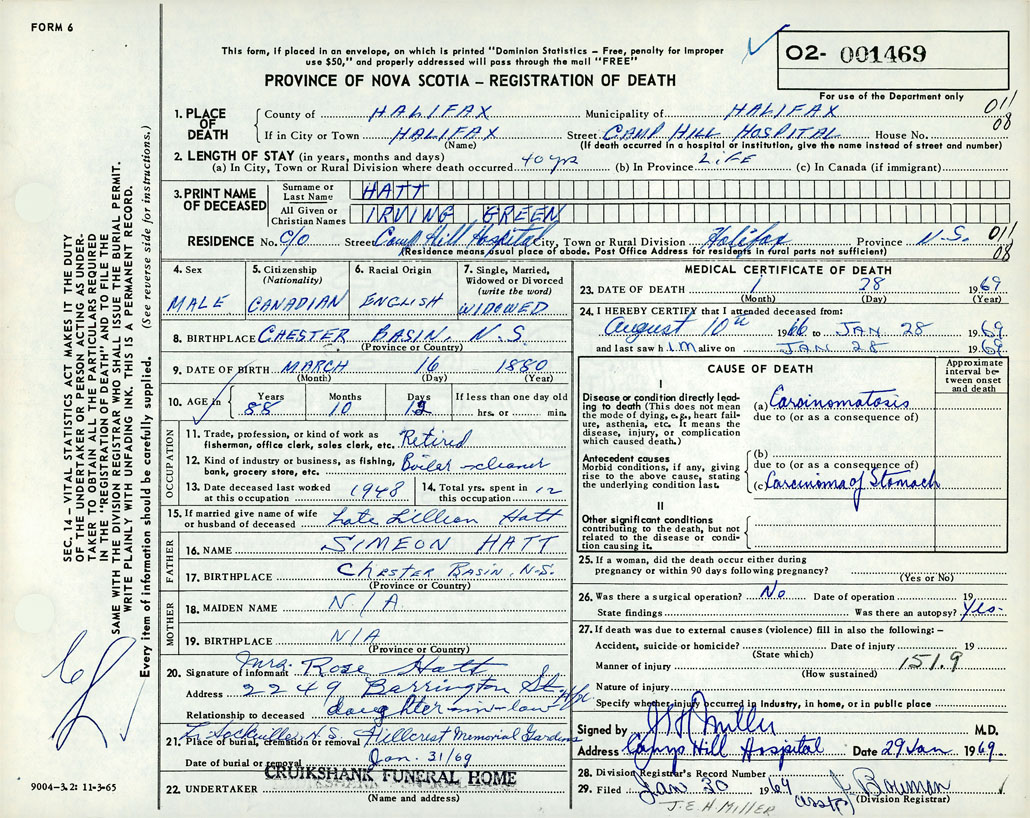 FORM 6
This form, if placed in an envelope, on which is printed "Dominion Statistics – Free, penalty for improper
use $50," and properly addressed will pass through the mail "FREE"
O2- 001469
PROVINCE OF NOVA SCOTIA – REGISTRATION OF DEATH
For use of the Department only
1. PLACE OF DEATH
County of HALIFAX Municipality of HALIFAX 011
If in City or Town HALIFAX Street CAMP HILL HOSPITAL House No. 08
(Name) (If death occurred in a hospital or institution, give the name instead of street and number)
2. LENGTH OF STAY (in years, months and days)
(a) In City, Town or Rural Division where death occurred 40 yrs (b) In Province LIFE (c) In Canada (if immigrant)
3. PRINT NAME OF DECEASED
Surname or Last Name HATT
All Given or Christian Names IRVING GREEN
RESIDENCE No. c/o Street Camp Hill Hospital City, Town or Rural Division Halifax Province N.S. 011
(Residence means usual place of abode. Post Office Address for residents in rural parts not sufficient) 08
4. Sex
MALE
5. Citizenship
(Nationality)
CANADIAN
6. Racial Origin
ENGLISH
7. Single, Married,
Widowed or Divorced
(write the word)
WIDOWED
8. BIRTHPLACE CHESTER BASIN, N.S.
(Province or Country)
9. DATE OF BIRTH MARCH 16 1880
(Month) (Day) (Year)
10. AGE in Years 88 Months 10 Days 12 If less than one day old
hrs. or min.
OCCUPATION
11. Trade, profession, or kind of work as
fisherman, office clerk, sales clerk, etc. Retired
12. Kind of industry or business, as fishing,
bank, grocery store, etc. Boiler-cleaner
13. Date deceased last worked
at this occupation 1948
14. Total yrs. spent in
this occupation 12
15. If married give name of wife
or husband of deceased Late Lillian Hatt
FATHER
16. NAME SIMEON HATT
17. BIRTHPLACE CHESTER BASIN, N.S.
(Province or Country)
MOTHER
18. MAIDEN NAME N/A
19. BIRTHPLACE N/A
(Province or Country)
20. Signature of informant Mrs. Rose Hatt
Address 2249 Barrington St. Hfx
Relationship to deceased daughter-in-law
21. Place of burial, cremation or removal L. Sackville, N.S. Hillcrest Memorial Gardens
Date of burial or removal Jan. 31/69
22. UNDERTAKER CRUIKSHANK FUNERAL HOME
(Name and address)
MEDICAL CERTIFICATE OF DEATH
23. DATE OF DEATH 1 28 1969
(Month) (Day) (Year)
24. I HEREBY CERTIFY that I attended deceased from:
August 10th 1966 to JAN 28 1969
and last saw him alive on JAN 28 1969
CAUSE OF DEATH
Approximate interval between onset and death
I
Disease or condition directly leading to death (This does not mean the mode of dying, e.g., heart failure, asthenia, etc. It means the disease, injury, or complication which caused death.)
(a) Carcinomatosis
due to (or as a consequence of)
Antecedent causes
Morbid conditions, if any, giving rise to the above cause, stating the underlying condition last.
(b)
due to (or as a consequence of)
(c) Carcinoma of Stomach
II
Other significant conditions
contributing to the death, but not related to the disease or condition causing it.
25. If a woman, did the death occur either during
pregnancy or within 90 days following pregnancy?
(Yes or No)
26. Was there a surgical operation? No Date of operation 19
State findings Was there an autopsy? Yes.
27. If death was due to external causes (violence) fill in also the following: –
Accident, suicide or homicide? Date of injury 19
(State which)
Manner of injury 151.9
(How sustained)
Nature of injury
Specify whether injury occurred in Industry, in home, or in public place
Signed by J.E.H. Miller M.D.
Address Camp Hill Hospital Date 29 Jan 1969.
28. Division Registrar's Record Number
29. Filed Jan 30 1969 J. Bowman
(Asst) (Division Registrar)
J.E.H. MILLER
SEC. 14 – VITAL STATISTICS ACT MAKES IT THE DUTY
OF THE UNDERTAKER OR PERSON ACTING AS UNDER-
TAKER TO OBTAIN ALL THE PARTICULARS REQUIRED
IN THE "REGISTRATION OF DEATH" AND TO FILE THE
SAME WITH THE DIVISION REGISTRAR WHO SHALL ISSUE THE BURIAL PERMIT.
WRITE PLAINLY WITH UNFADING INK. THIS IS A PERMANENT RECORD.
Every item of information should be carefully supplied. (See reverse side for instructions.)
9004-3.2: 11-3-65